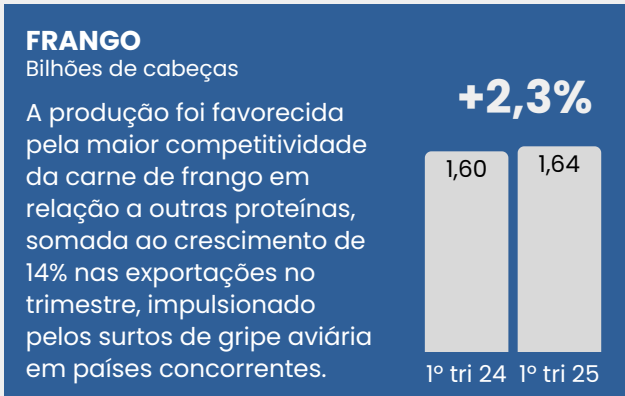 FRANGO
Bilhões de cabeças
A produção foi favorecida
pela maior competitividade
da carne de frango em
relação a outras proteínas,
somada ao crescimento de
14% nas exportações no
trimestre, impulsionado
pelos surtos de gripe aviária
em países concorrentes.
+2,3%
1,60
1,64
1º tri 24
1º tri 25